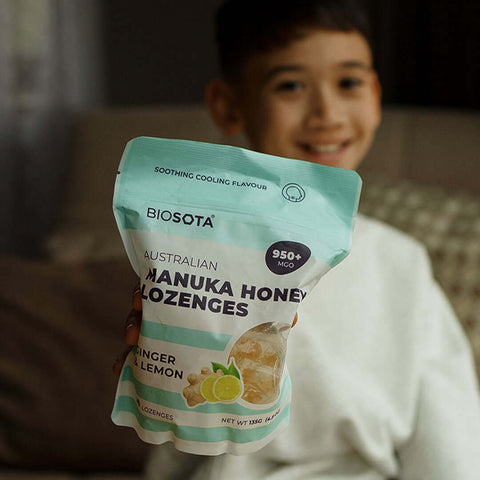 SOOTHING COOLING FLAVOUR
BIOSOTA®
950+
MGO
AUSTRALIAN
MANUKA HONEY
LOZENGES
GINGER
& LEMON
LOZENGES
NET WT 135G